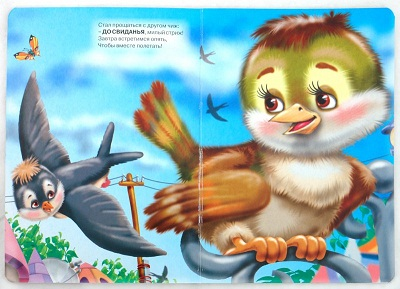 Стал прощаться с другом чиж:
- ДО СВИДАНЬЯ, милый стриж!
Завтра встретимся опять,
Чтобы вместе полетать!